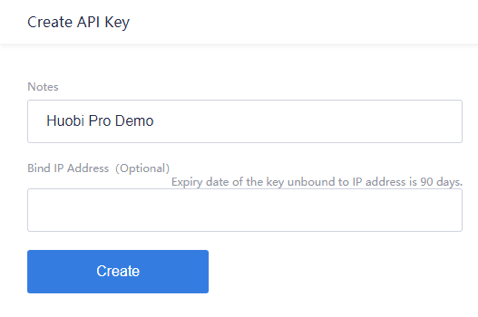 Create API Key
Notes
Huobi Pro Demo
Bind IP Address (Optional)
Expiry date of the key unbound to IP address is 90 days.
Create